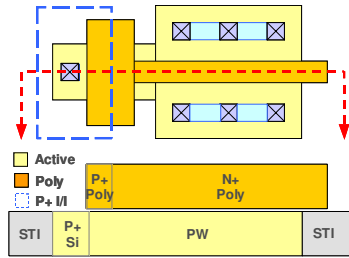 Active
Poly
P+ I/I
P+
Poly
N+
Poly
STI
P+
Si
PW
STI